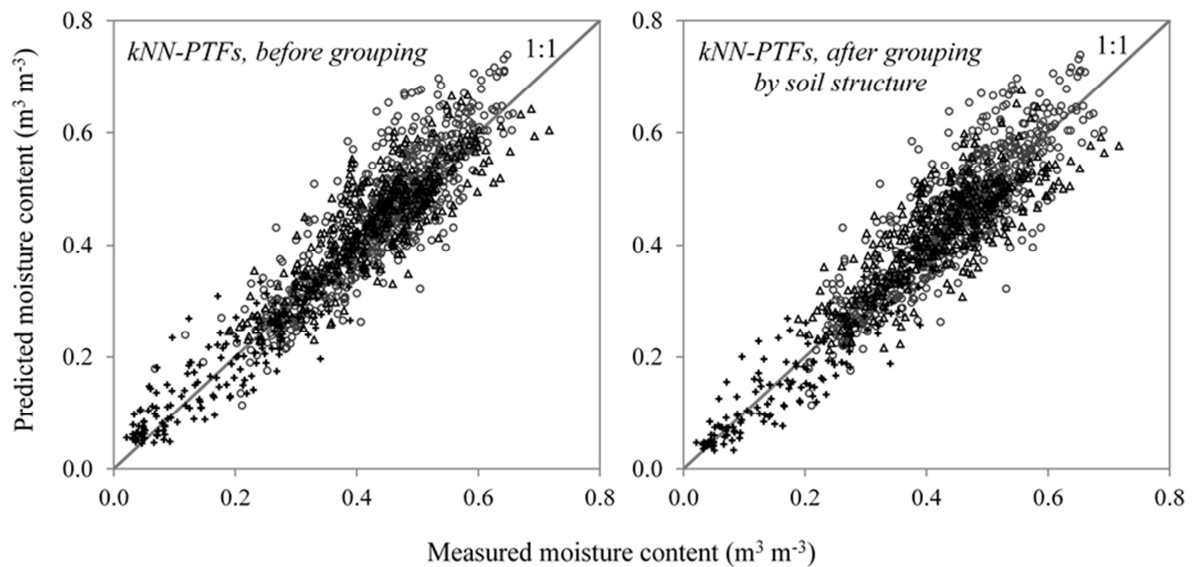 Predicted moisture content (m³ m⁻³)
0.8
0.6
0.4
0.2
0.0
kNN-PTFs, before grouping
1:1
0.0 0.2 0.4 0.6 0.8
0.8
0.6
0.4
0.2
0.0
kNN-PTFs, after grouping
by soil structure
1:1
0.0 0.2 0.4 0.6 0.8
Measured moisture content (m³ m⁻³)